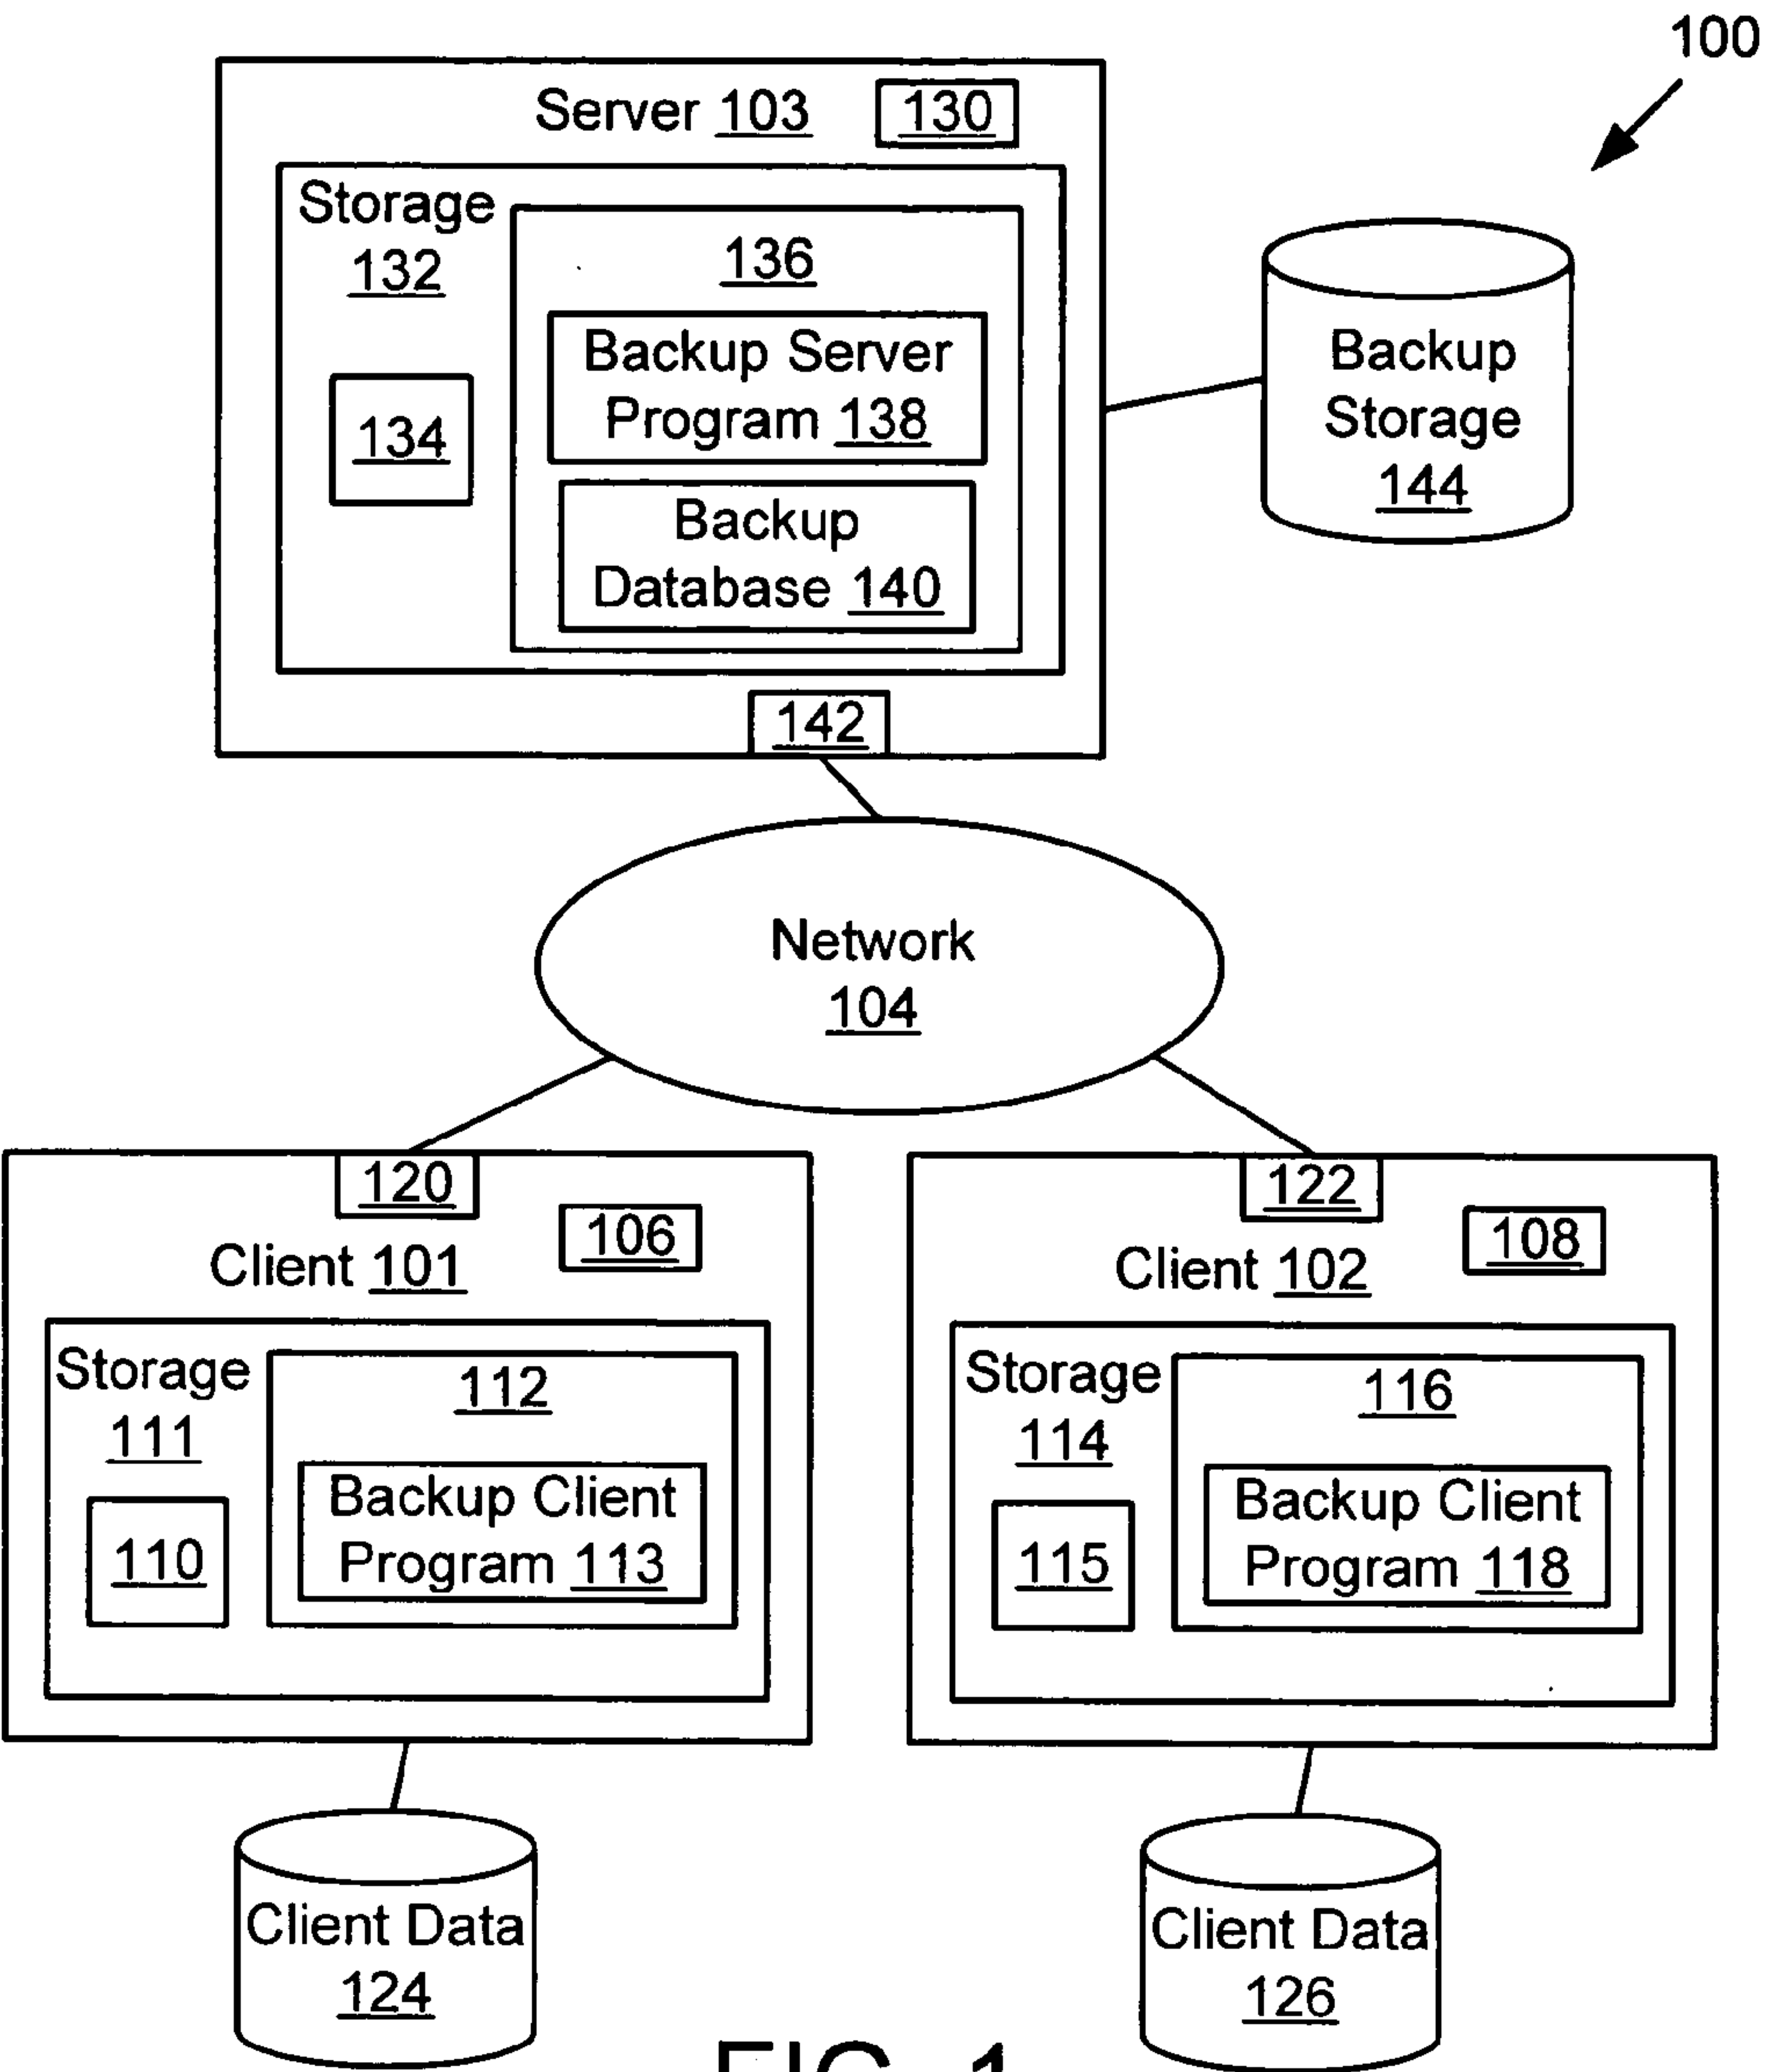 100
Server 103
130
Storage
132
136
Backup Server
Program 138
134
Backup
Database 140
142
Backup
Storage
144
Network
104
120
106
Client 101
Storage
111
112
Backup Client
Program 113
110
122
108
Client 102
Storage
114
116
Backup Client
Program 118
115
Client Data
124
Client Data
126
FIG. 1